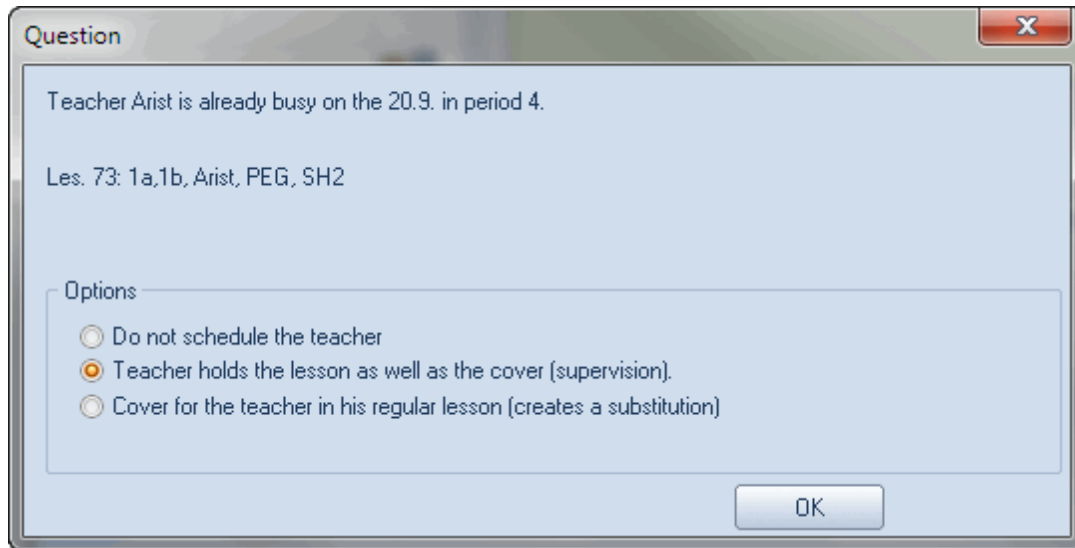 Question
Teacher Arist is already busy on the 20.9. in period 4.
Les. 73: 1a,1b, Arist, PEG, SH2
Options
Do not schedule the teacher
Teacher holds the lesson as well as the cover (supervision).
Cover for the teacher in his regular lesson (creates a substitution)
OK